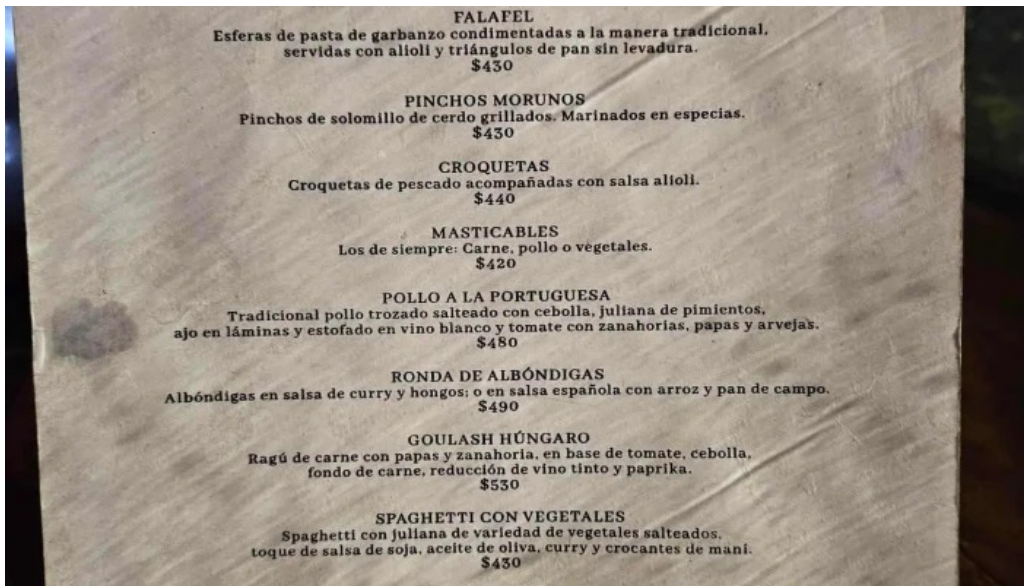 FALAFEL
Esferas de pasta de garbanzo condimentadas a la manera tradicional,
servidas con alioli y triángulos de pan sin levadura.
$430
PINCHOS MORUNOS
Pinchos de solomillo de cerdo grillados. Marinados en especias.
$430
CROQUETAS
Croquetas de pescado acompañadas con salsa alioli.
$440
MASTICABLES
Los de siempre: Carne, pollo o vegetales.
$420
POLLO A LA PORTUGUESA
Tradicional pollo trozado salteado con cebolla, juliana de pimientos,
ajo en láminas y estofado en vino blanco y tomate con zanahorias, papas y arvejas.
$480
RONDA DE ALBÓNDIGAS
Albóndigas en salsa de curry y hongos; o en salsa española con arroz y pan de campo.
$490
GOULASH HÚNGARO
Ragú de carne con papas y zanahoria, en base de tomate, cebolla,
fondo de carne, reducción de vino tinto y paprika.
$530
SPAGHETTI CON VEGETALES
Spaghetti con juliana de variedad de vegetales salteados,
toque de salsa de soja, aceite de oliva, curry y crocantes de maní.
$430